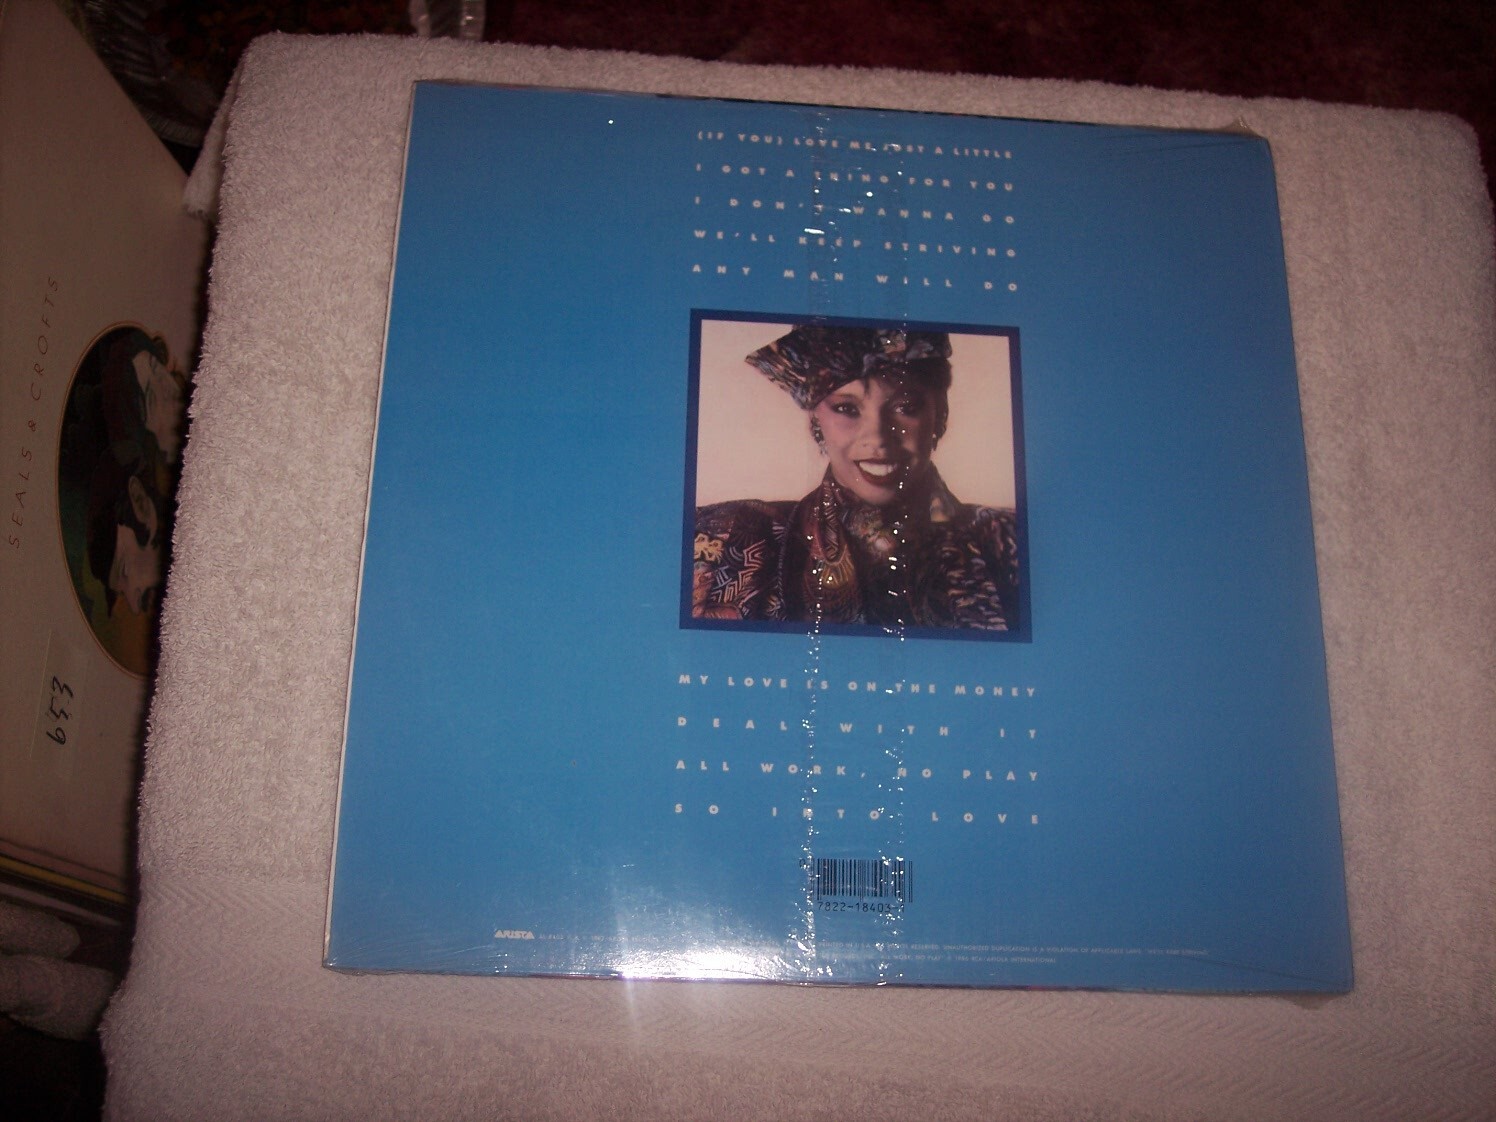 SEALS & CROFTS
653
(IF YOU) LOVE ME JUST A LITTLE
I GOT A THING FOR YOU
I DON'T WANNA GO
WE'LL KEEP STRIVING
ANY MAN WILL DO
MY LOVE IS ON THE MONEY
DEAL WITH IT
ALL WORK, NO PLAY
SO INTO LOVE
7822-18403-1
ARISTA